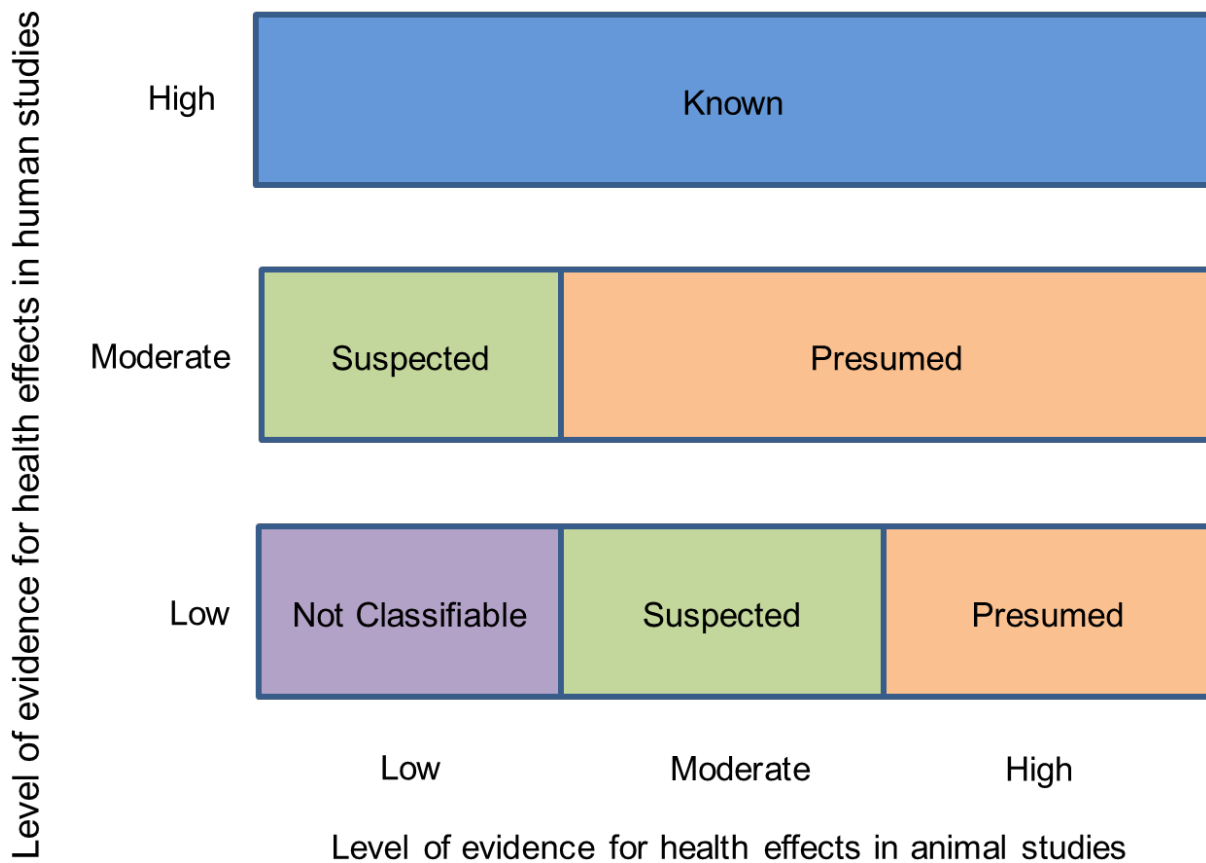 Level of evidence for health effects in human studies
High
Known
Moderate
Suspected
Presumed
Low
Not Classifiable
Suspected
Presumed
Low
Moderate
High
Level of evidence for health effects in animal studies